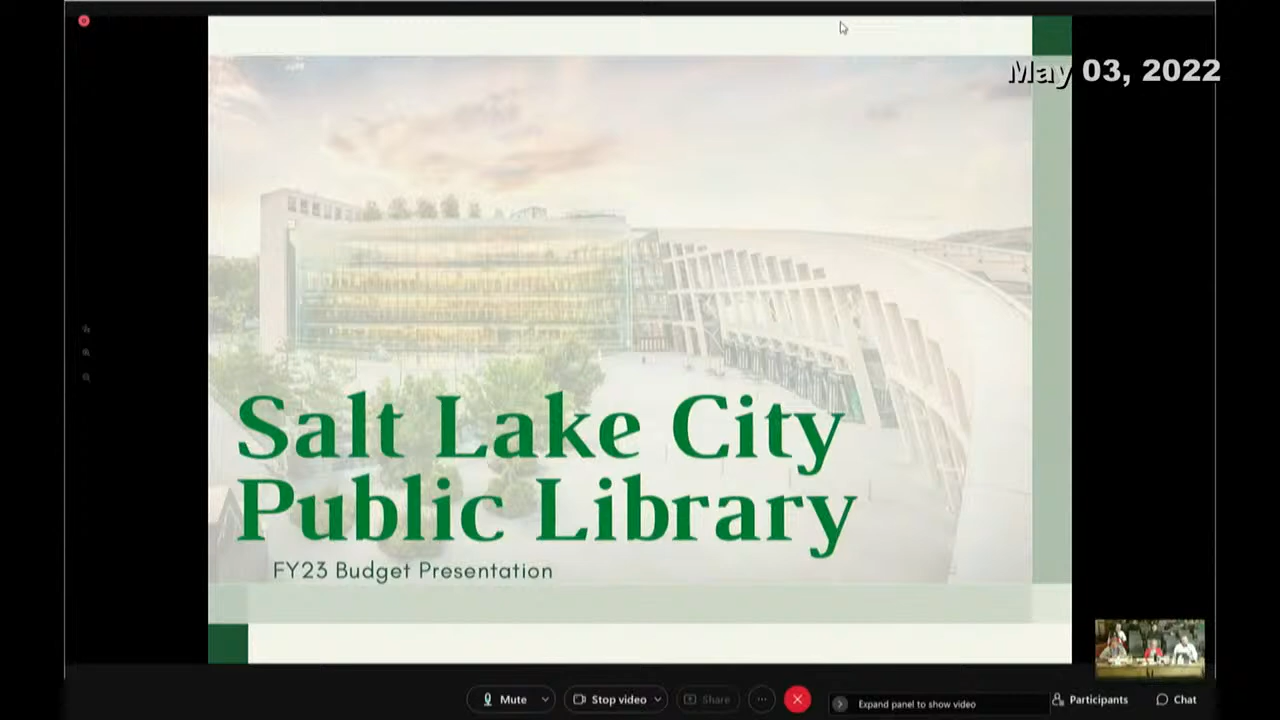 May 03, 2022
Salt Lake City
Public Library
FY23 Budget Presentation
Mute
Stop video
Share
Expand panel to show video
Participants
Chat